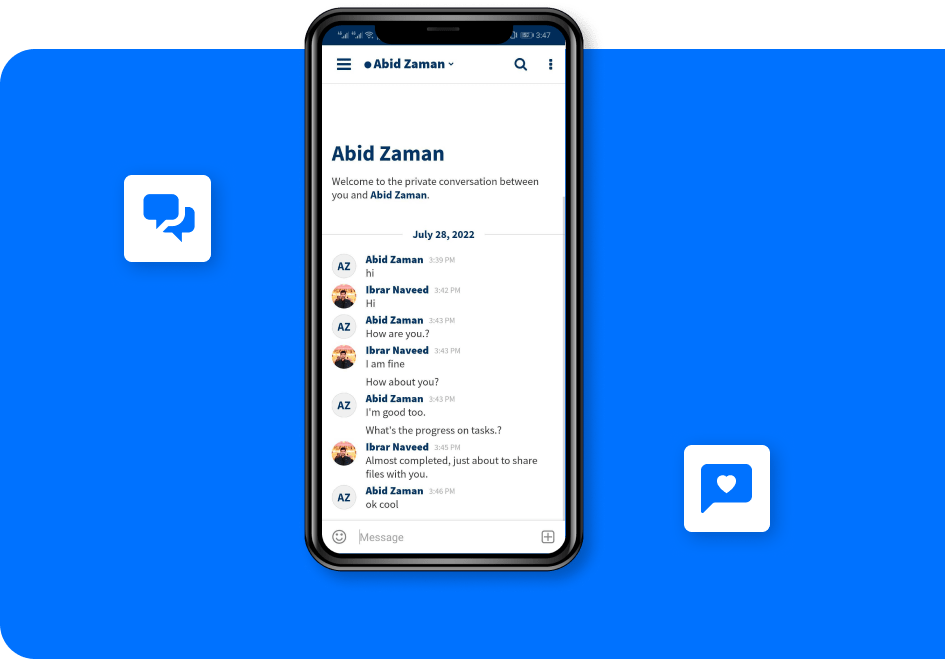 3:47
Abid Zaman
Abid Zaman
Welcome to the private conversation between
you and Abid Zaman.
July 28, 2022
AZ
Abid Zaman 3:39 PM
hi
Ibrar Naveed 3:42 PM
Hi
AZ
Abid Zaman 3:43 PM
How are you.?
Ibrar Naveed 3:43 PM
I am fine
How about you?
AZ
Abid Zaman 3:43 PM
I'm good too.
What's the progress on tasks.?
Ibrar Naveed 3:45 PM
Almost completed, just about to share
files with you.
AZ
Abid Zaman 3:46 PM
ok cool
Message